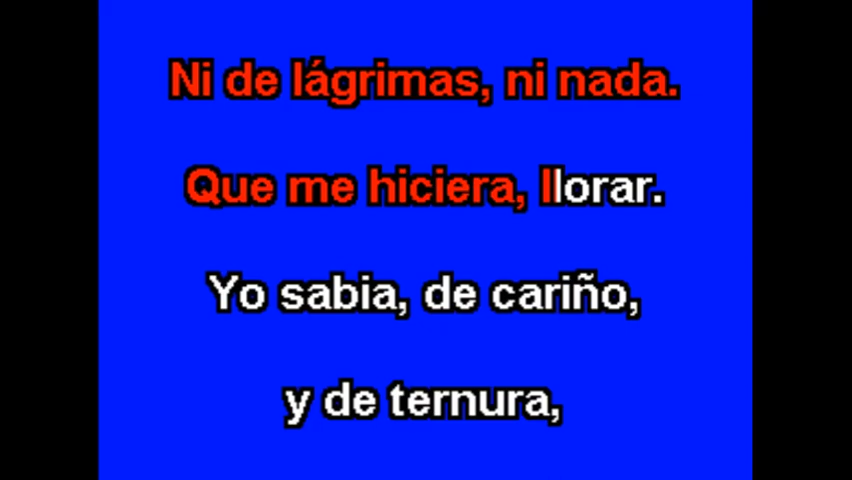 Ni de lágrimas, ni nada.
Que me hiciera, llorar.
Yo sabia, de cariño,
y de ternura,